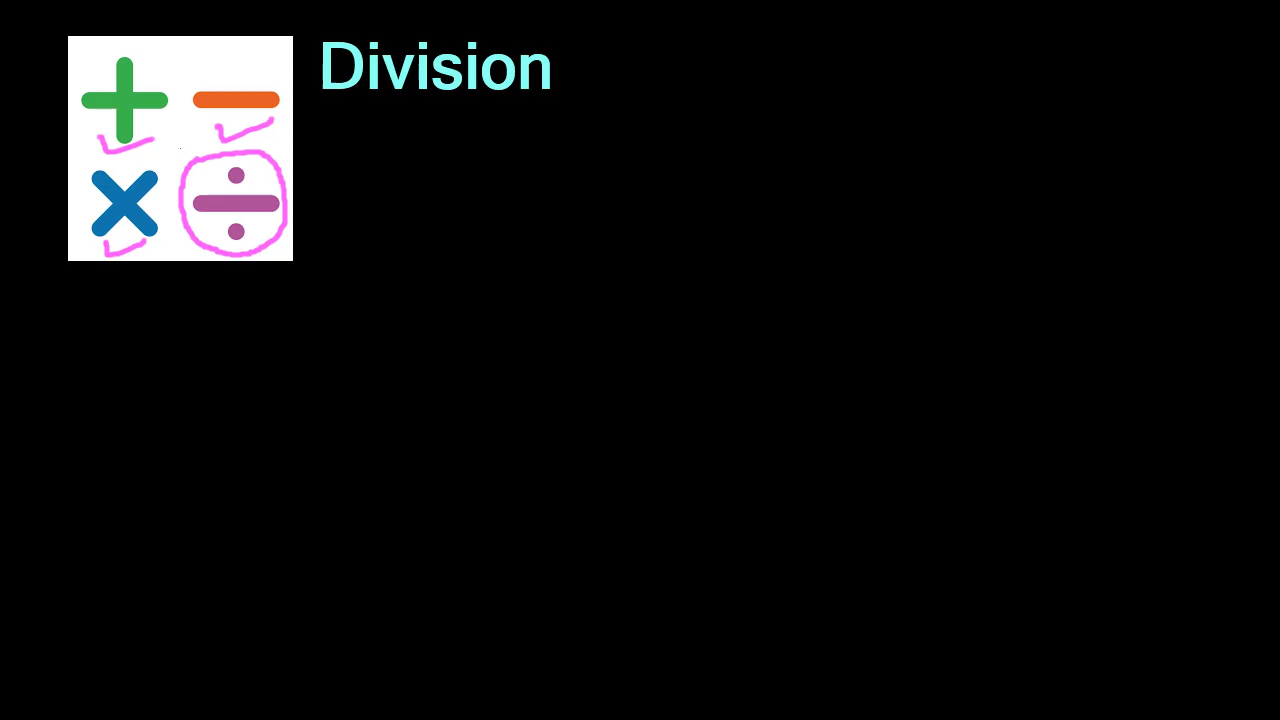 Division
+ −
× ÷